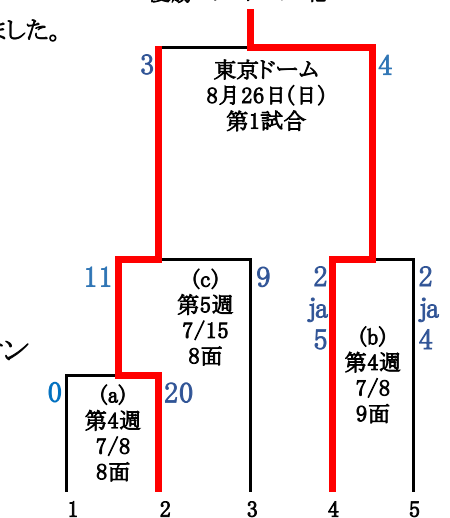 ました。
3
東京ドーム
8月26日(日)
第1試合
4
11
(c)
第5週
7/15
8面
9
2
ja
5
(b)
第4週
7/8
9面
2
ja
4
0
(a)
第4週
7/8
8面
20
1
2
3
4
5